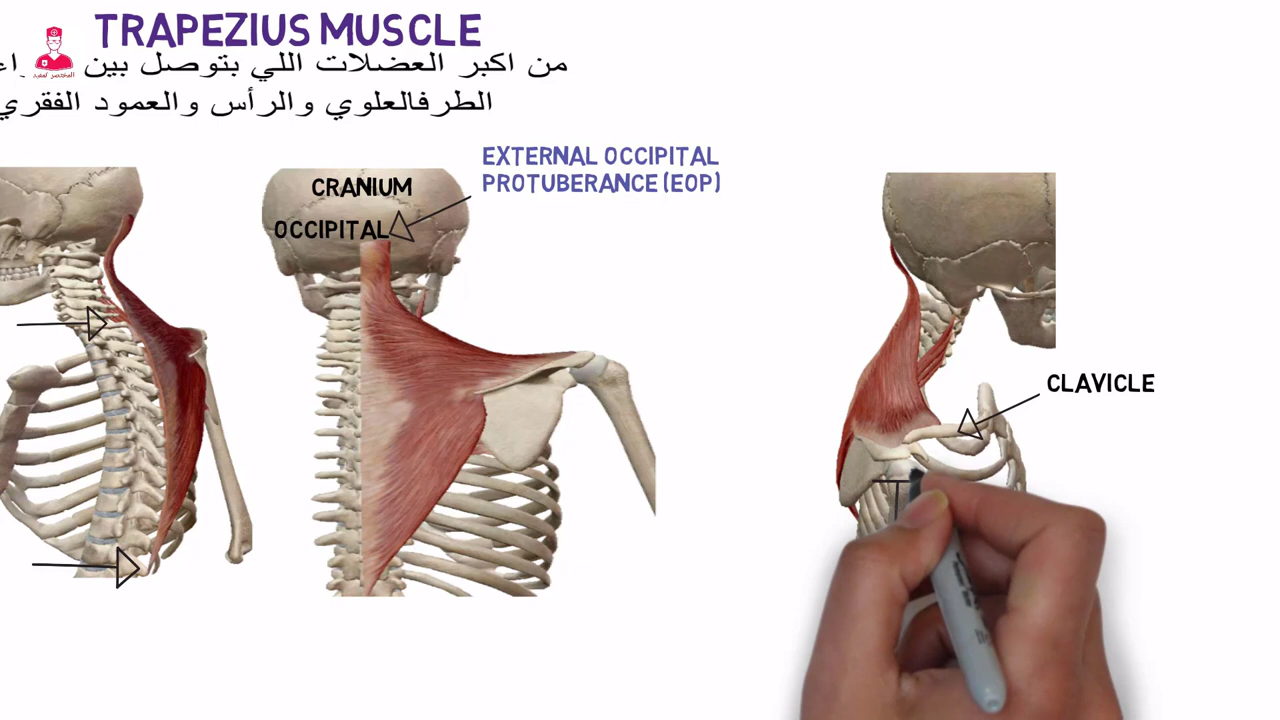 TRAPEZIUS MUSCLE
من اكبر العضلات اللي بتوصل بين
الطرفالعلوي والرأس والعمود الفقري
EXTERNAL OCCIPITAL
PROTUBERANCE (EOP)
CRANIUM
OCCIPITAL
CLAVICLE